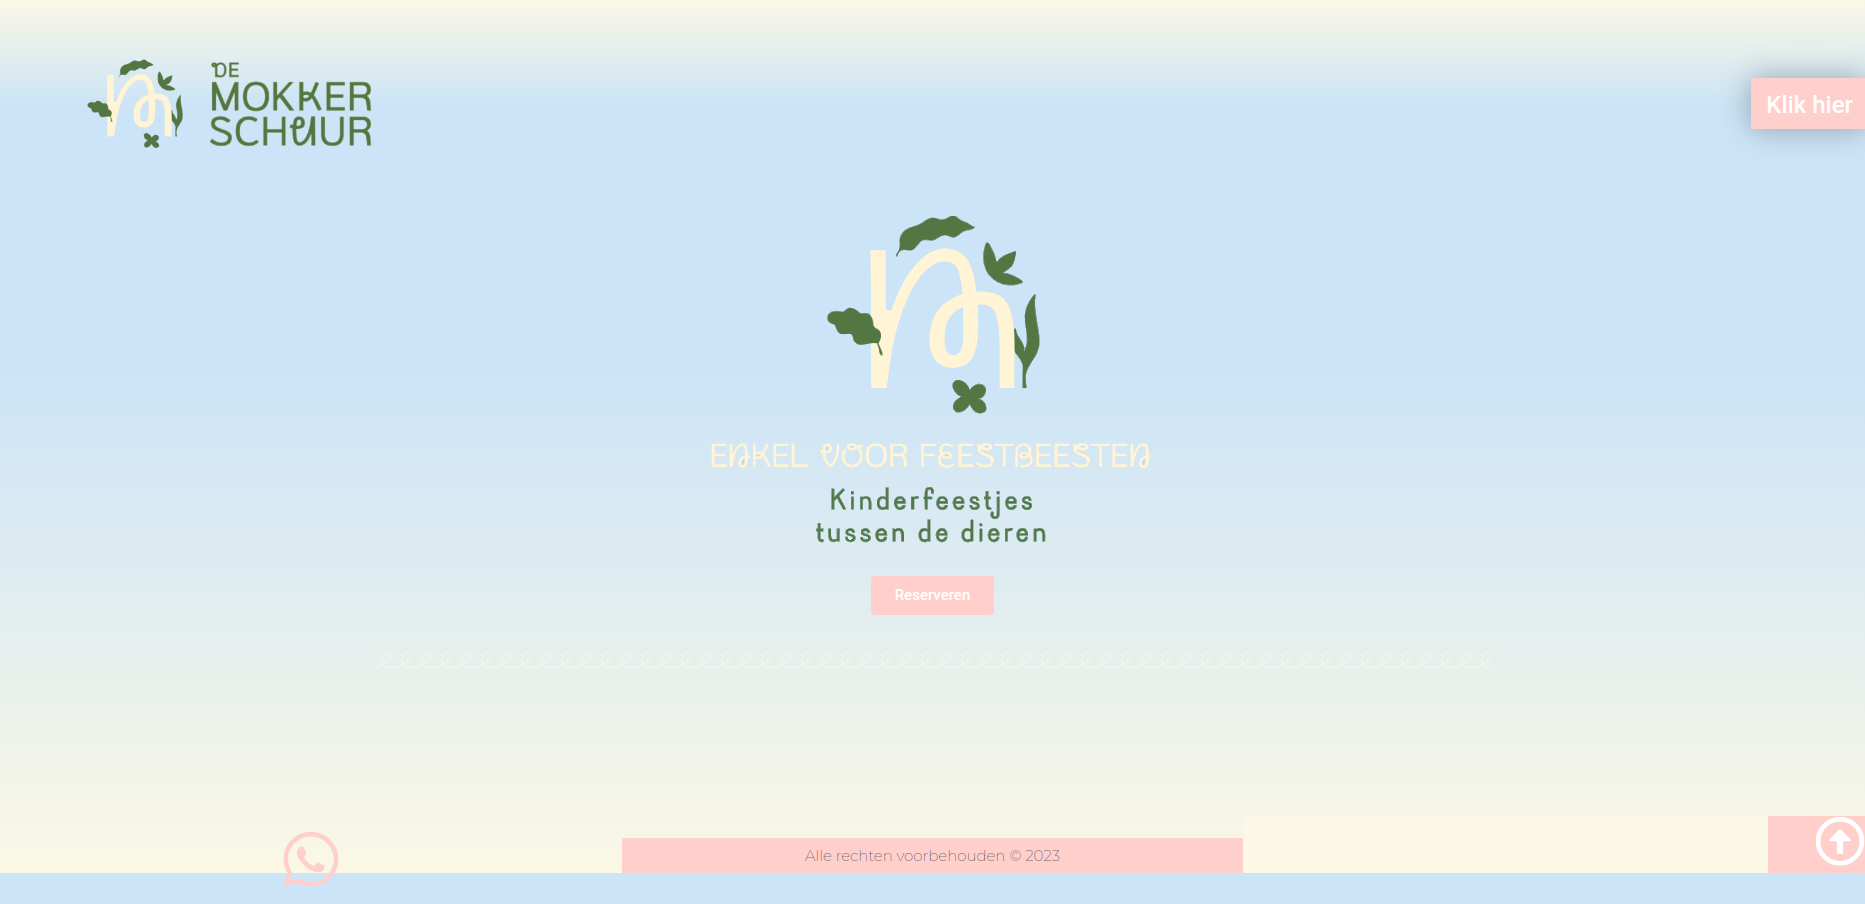 DE
MOKKER
SCHUUR
Klik hier
ENKEL VOOR FEESTBEESTEN
Kinderfeestjes
tussen de dieren
Reserveren
Alle rechten voorbehouden © 2023